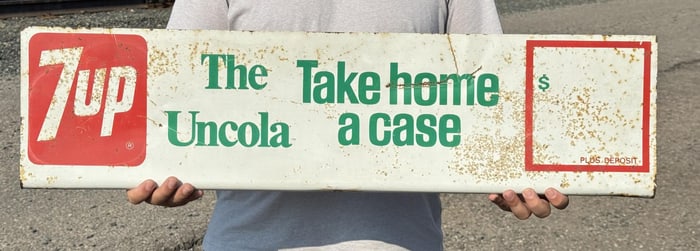 7up
®
The
Uncola
Take home
a case
$
PLUS DEPOSIT